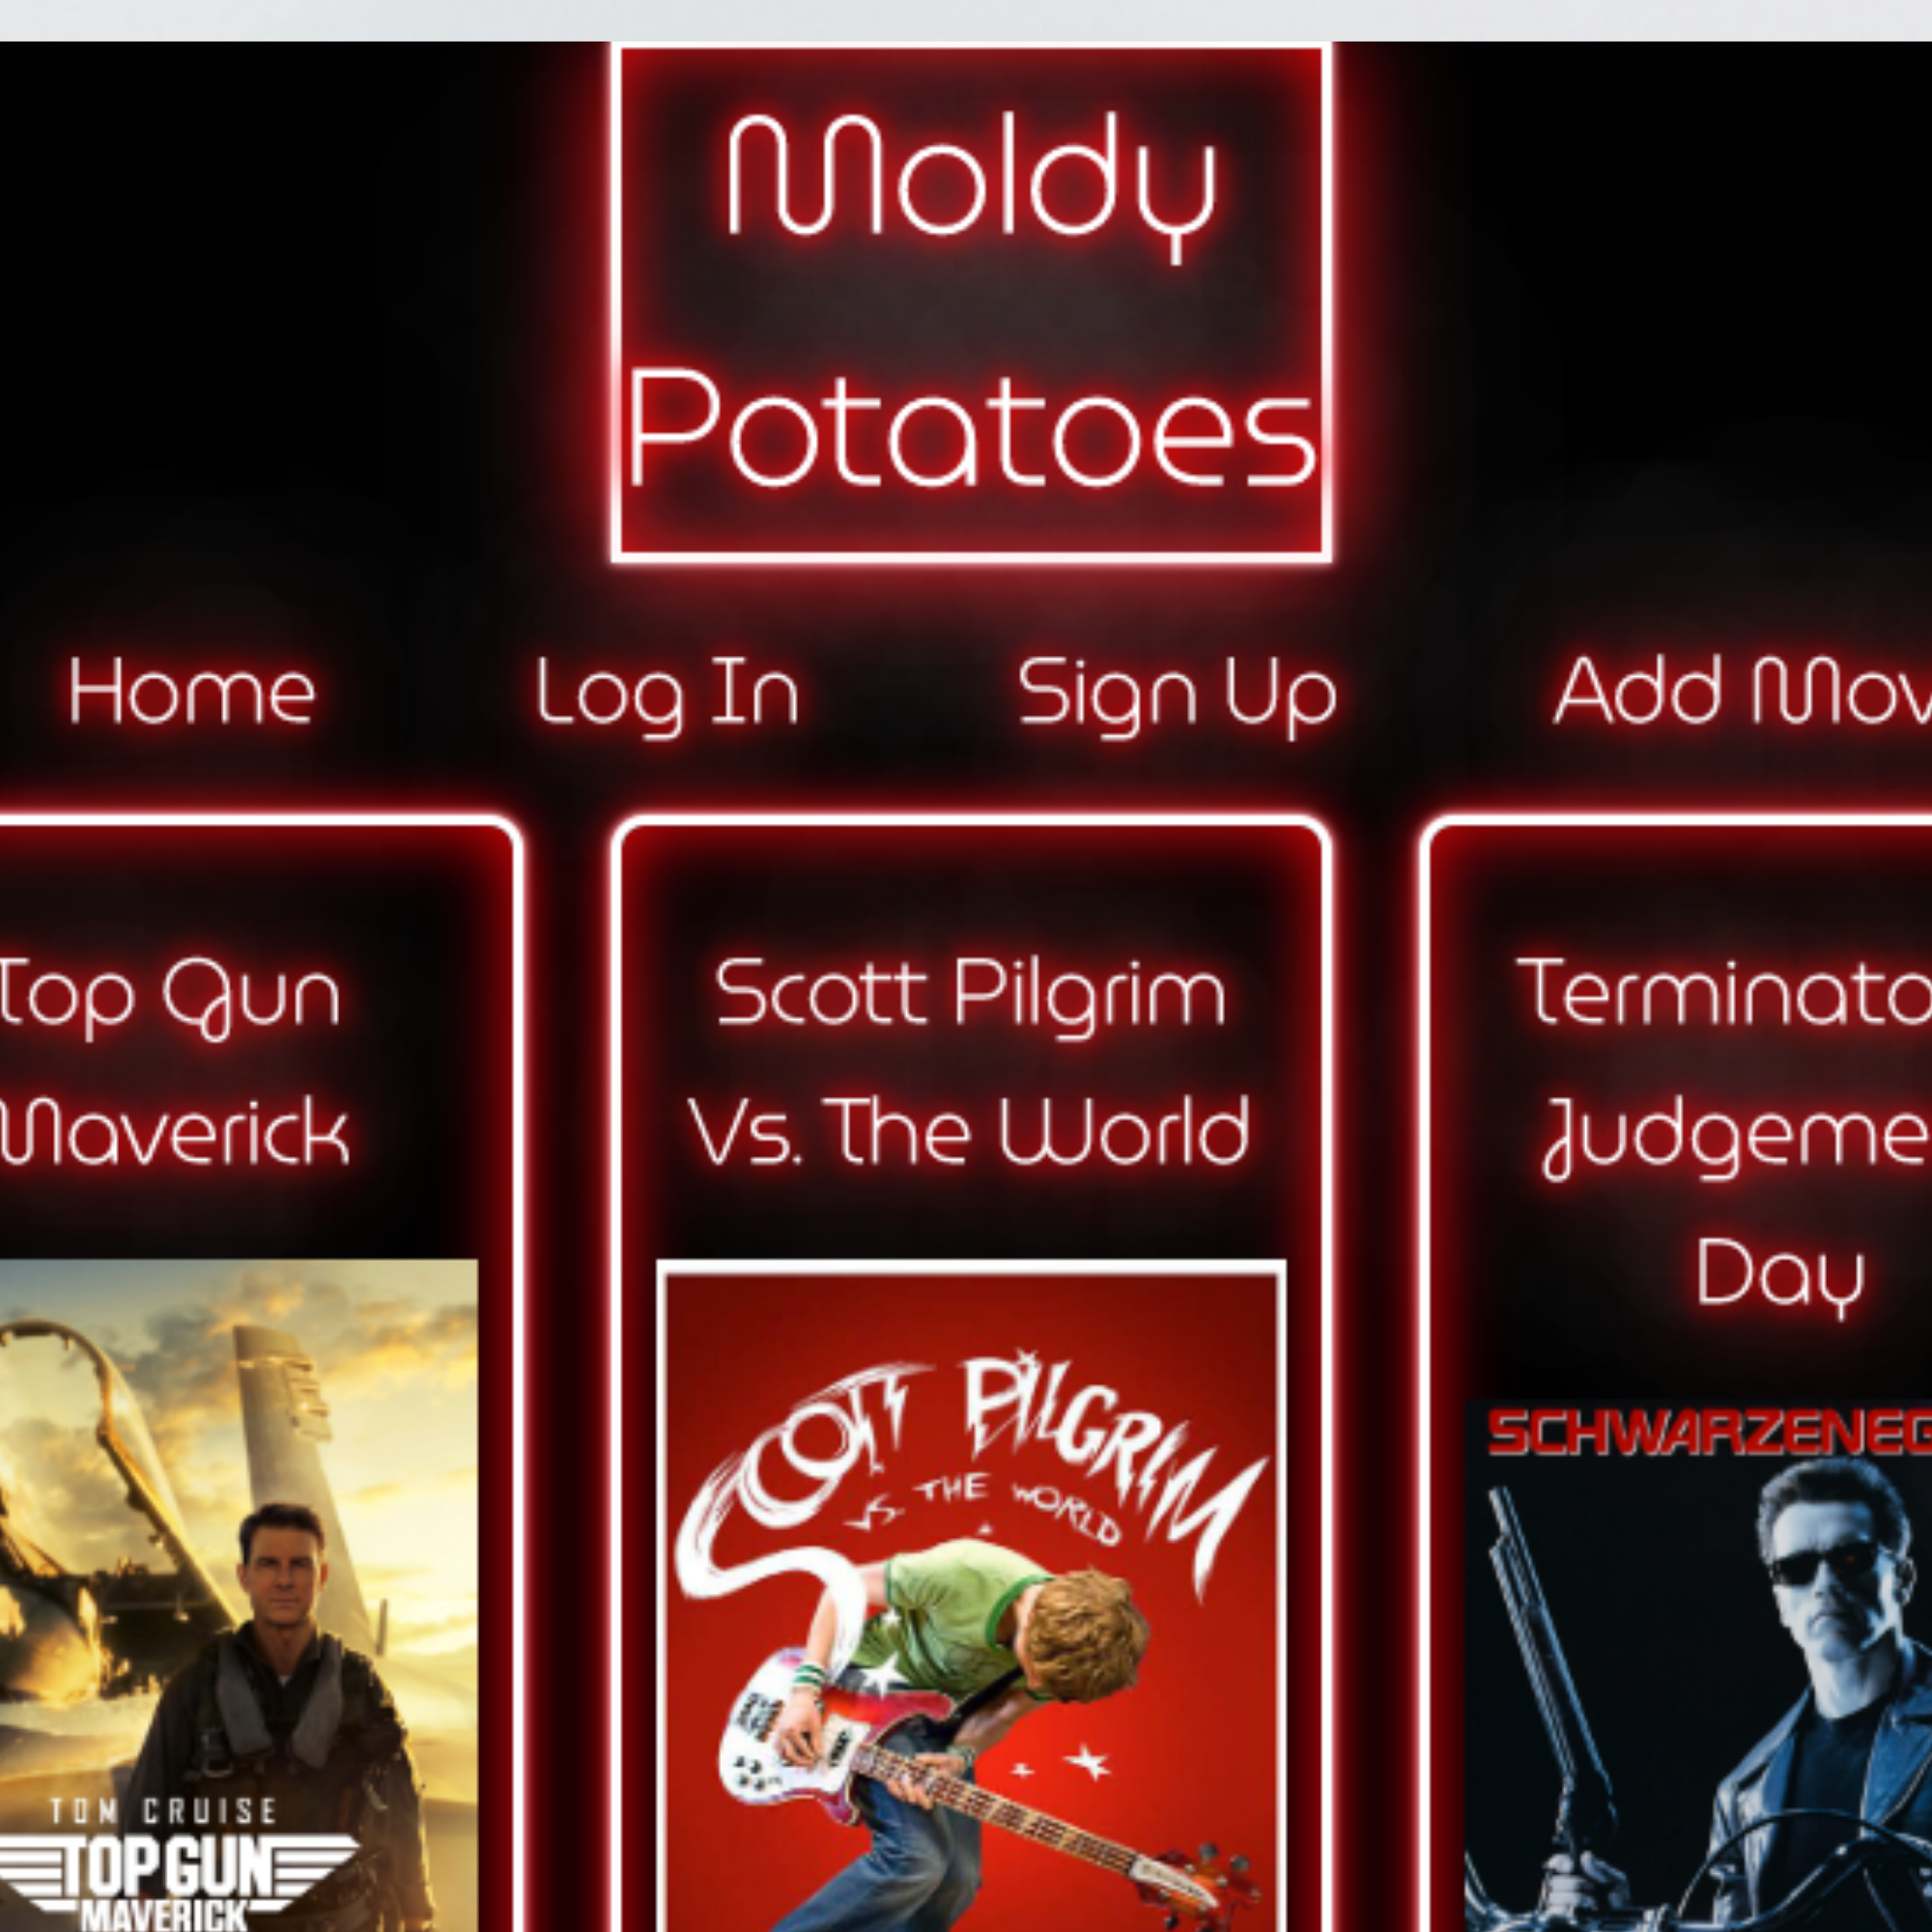 Moldy
Potatoes
Home
Log In
Sign Up
Add Mov
Top Gun
Maverick
Scott Pilgrim
Vs. The World
Terminato
Judgeme
Day
TOM CRUISE
TOP GUN
MAVERICK
SCOTT PILGRIM
VS. THE WORLD
SCHWARZENEG